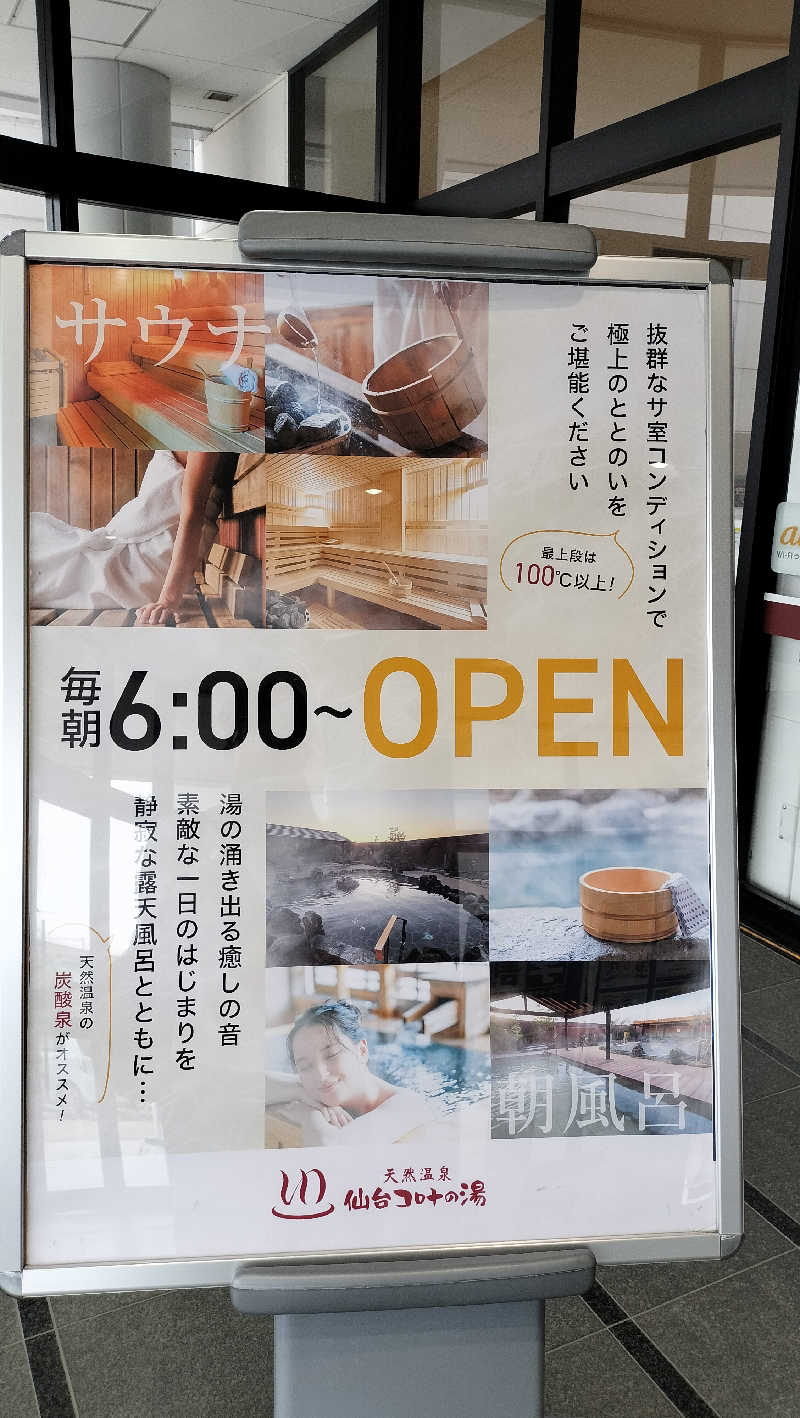 サウナ
抜群なサ室コンディションで
極上のととのいを
ご堪能ください
最上段は
100℃以上!
毎朝6:00~OPEN
湯の涌き出る癒しの音
素敵な一日のはじまりを
静寂な露天風呂とともに…
天然温泉の
炭酸泉がオススメ!
朝風呂
天然温泉
仙台コロナの湯